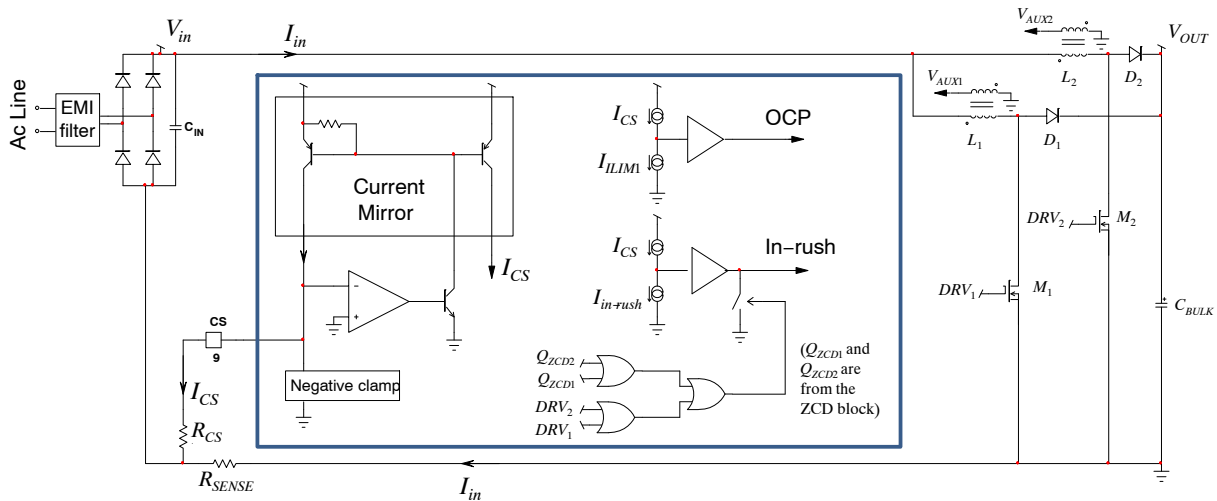 Ac Line
EMI
filter
V_in
I_in
C_IN
Current
Mirror
I_CS
CS
9
I_CS
R_CS
R_SENSE
Negative clamp
−
+
I_CS
I_ILIM1
OCP
I_CS
I_in−rush
In−rush
Q_ZCD2
Q_ZCD1
DRV_2
DRV_1
(Q_ZCD1 and
Q_ZCD2 are
from the
ZCD block)
I_in
V_AUX2
V_AUX1
L_2
D_2
V_OUT
L_1
D_1
DRV_2
M_2
DRV_1
M_1
+
C_BULK